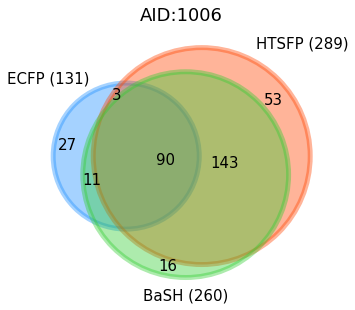 AID:1006
HTSFP (289)
ECFP (131)
3
53
27
90
143
11
16
BaSH (260)